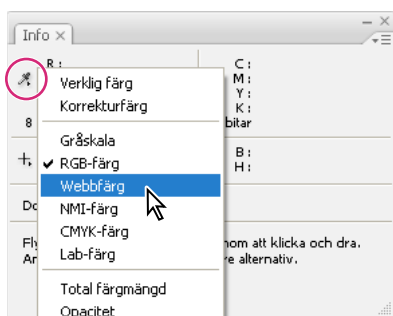 Info ×
R :
C :
M :
Y :
K :
8
bitar
Verklig färg
Korrekturfärg
Gråskala
RGB-färg
Webbfärg
NMI-färg
CMYK-färg
Lab-färg
Total färgmängd
Opacitet
B :
H :
Do
Fly
nom att klicka och dra.
An
re alternativ.